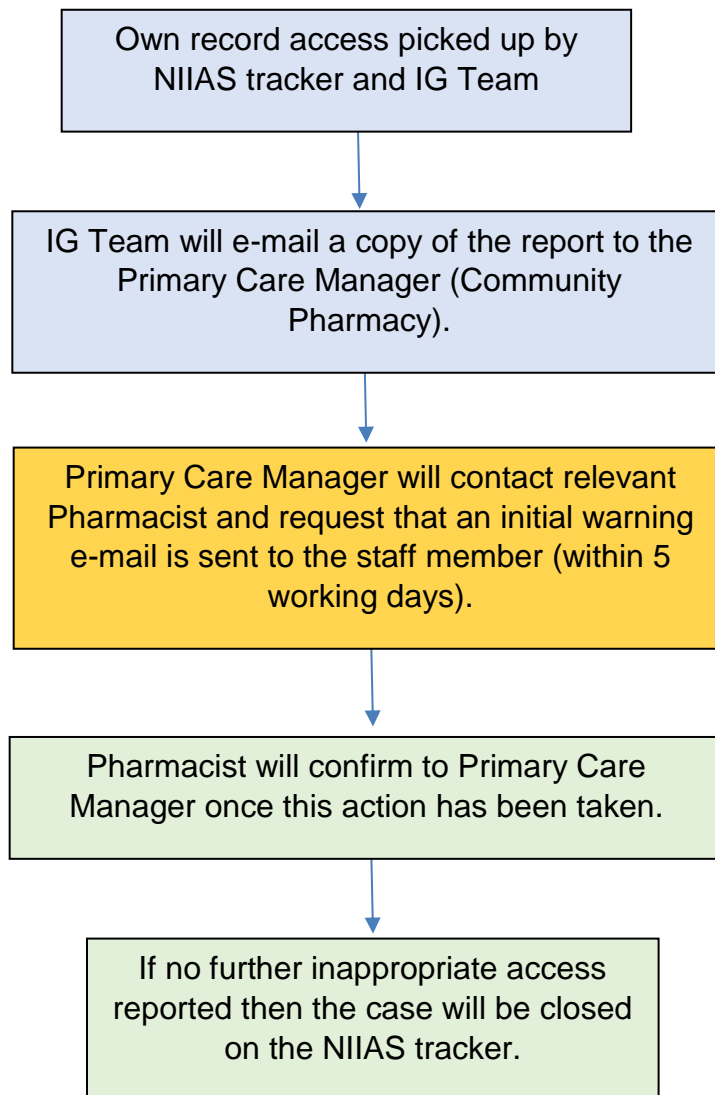 Own record access picked up by
NIIAS tracker and IG Team
IG Team will e-mail a copy of the report to the
Primary Care Manager (Community
Pharmacy).
Primary Care Manager will contact relevant
Pharmacist and request that an initial warning
e-mail is sent to the staff member (within 5
working days).
Pharmacist will confirm to Primary Care
Manager once this action has been taken.
If no further inappropriate access
reported then the case will be closed
on the NIIAS tracker.